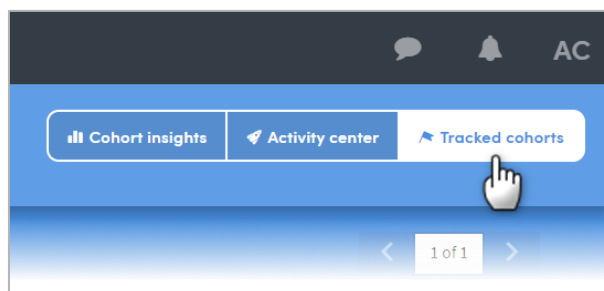 AC
Cohort insights
Activity center
Tracked cohorts
1 of 1